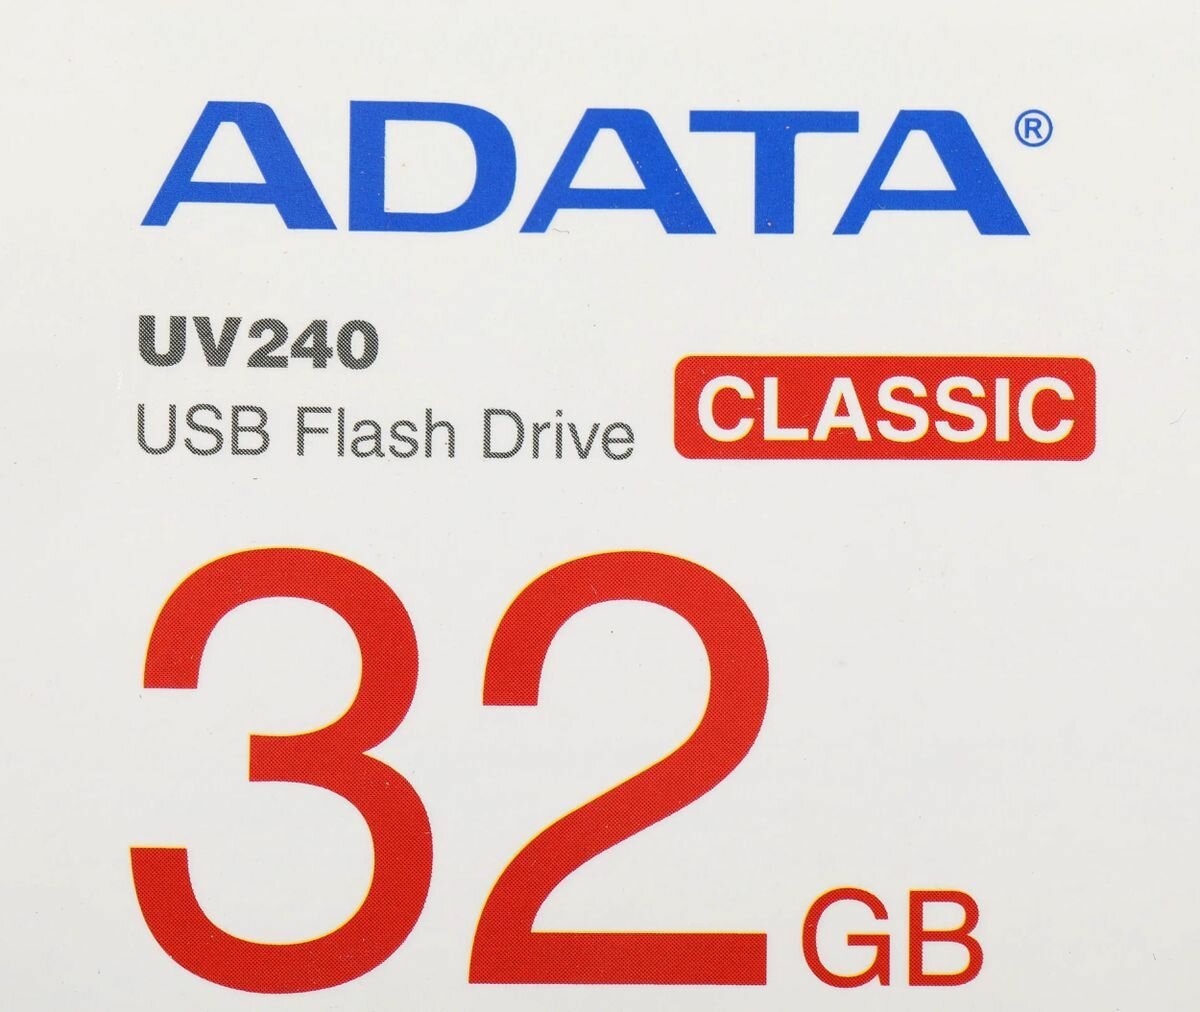 ADATA®
UV240
USB Flash Drive CLASSIC
32 GB